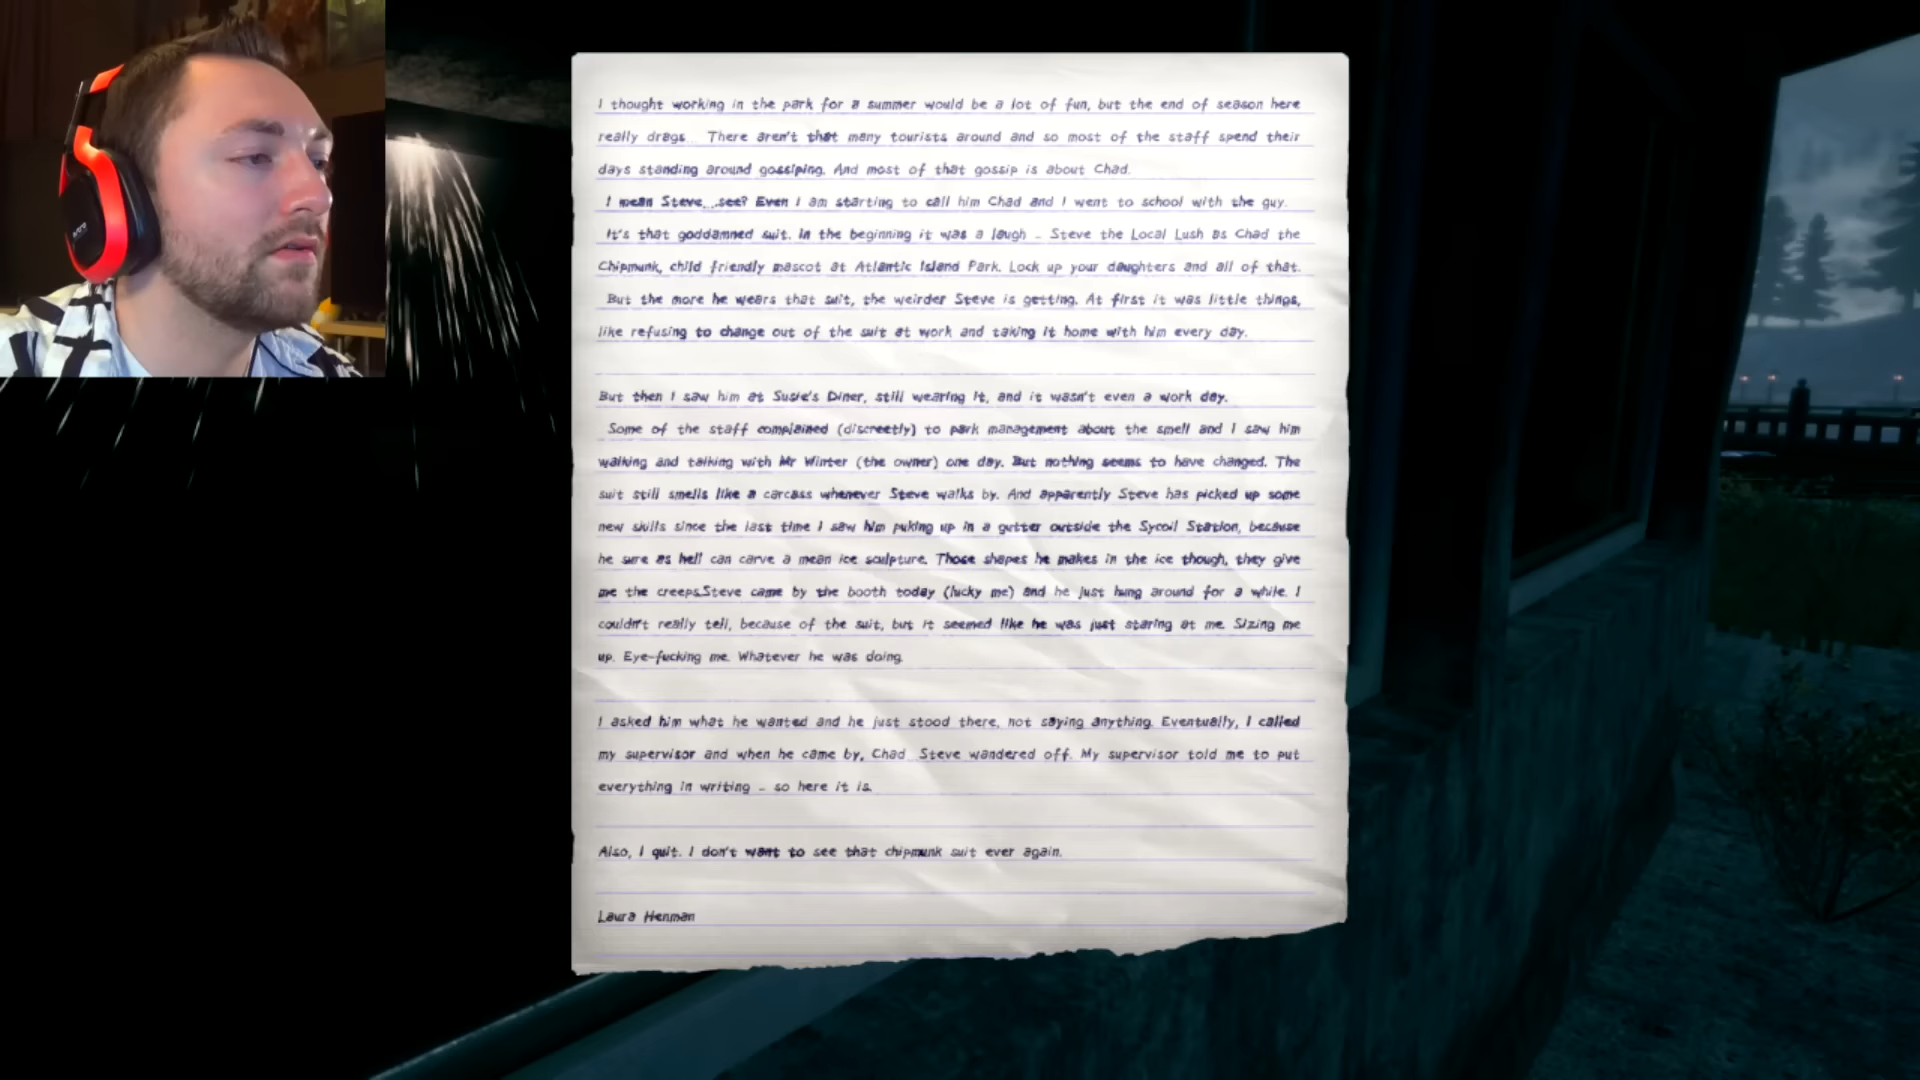 I thought working in the park for a summer would be a lot of fun, but the end of season here
really drags... There aren't that many tourists around and so most of the staff spend their
days standing around gossiping. And most of that gossip is about Chad.
I mean Steve...see? Even I am starting to call him Chad and I went to school with the guy.
It's that goddamned suit. In the beginning it was a laugh - Steve the Local Lush as Chad the
Chipmunk, child friendly mascot at Atlantic Island Park. Lock up your daughters and all of that.
But the more he wears that suit, the weirder Steve is getting. At first it was little things,
like refusing to change out of the suit at work and taking it home with him every day.
But then I saw him at Susie's Diner, still wearing it, and it wasn't even a work day.
Some of the staff complained (discreetly) to park management about the smell and I saw him
walking and talking with Mr Winter (the owner) one day. But nothing seems to have changed. The
suit still smells like a carcass whenever Steve walks by. And apparently Steve has picked up some
new skills since the last time I saw him puking up in a gutter outside the Sycoil Station, because
he sure as hell can carve a mean ice sculpture. Those shapes he makes in the ice though, they give
me the creeps.Steve came by the booth today (lucky me) and he just hung around for a while. I
couldn't really tell, because of the suit, but it seemed like he was just staring at me. Sizing me
up. Eye-fucking me. Whatever he was doing.
I asked him what he wanted and he just stood there, not saying anything. Eventually, I called
my supervisor and when he came by, Chad...Steve wandered off. My supervisor told me to put
everything in writing - so here it is.
Also, I quit. I don't want to see that chipmunk suit ever again.
Laura Henman